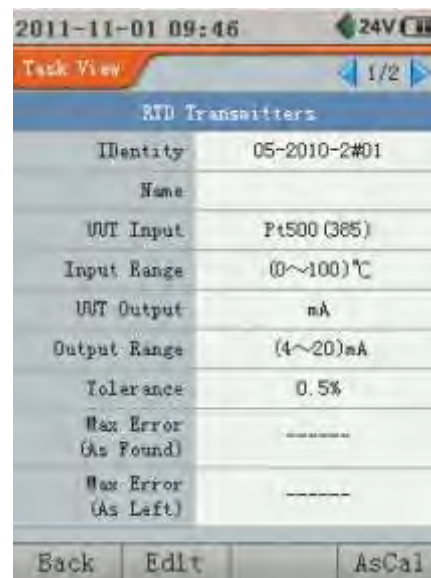 2011-11-01 09:46 24V
Task View 1/2
RTD Transmitters
IDentity 05-2010-2#01
Name
UUT Input Pt500(385)
Input Range (0~100)℃
UUT Output mA
Output Range (4~20)mA
Tolerance 0.5%
Max Error
(As Found) ------
Max Error
(As Left) ------
Back Edit AsCal